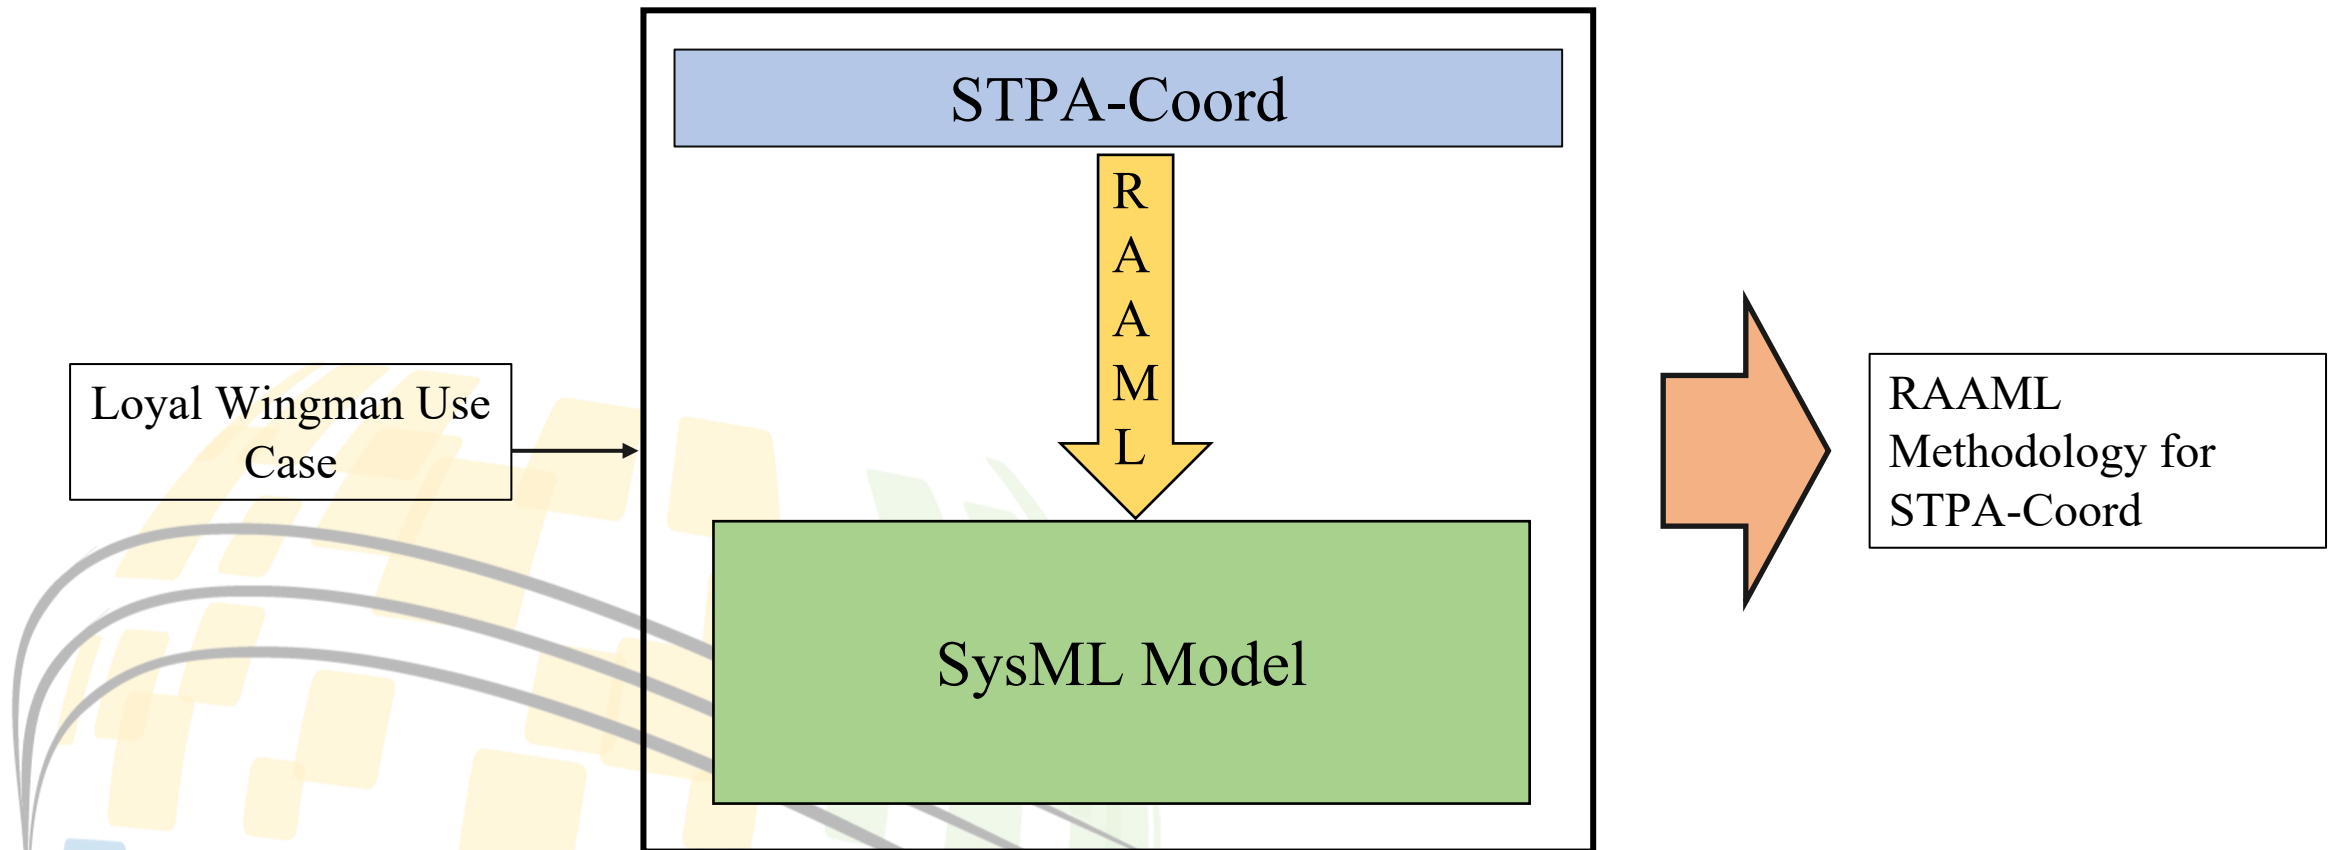 STPA-Coord
R
A
A
M
L
Loyal Wingman Use
Case
RAAML
Methodology for
STPA-Coord
SysML Model